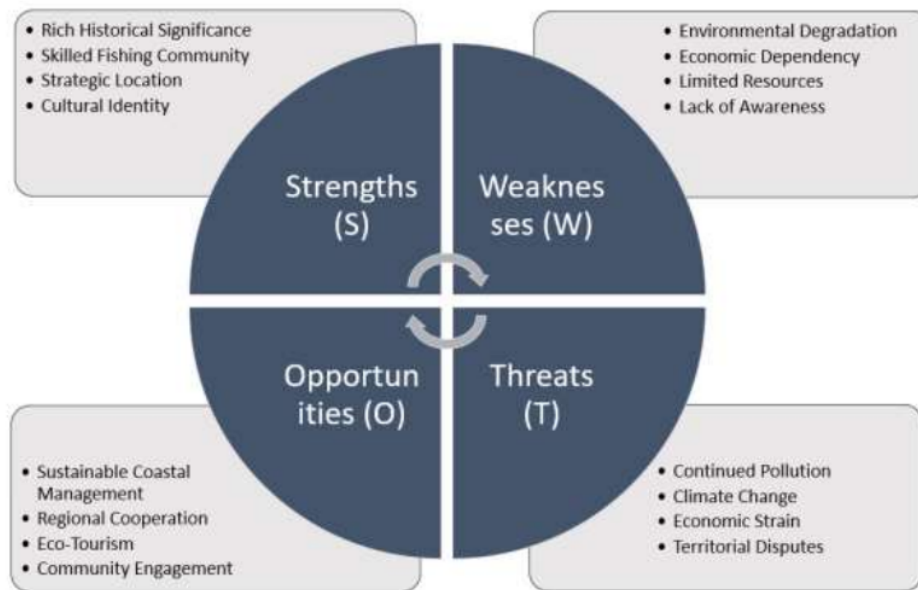 • Rich Historical Significance
• Skilled Fishing Community
• Strategic Location
• Cultural Identity
• Environmental Degradation
• Economic Dependency
• Limited Resources
• Lack of Awareness
Strengths
(S)
Weaknes
ses (W)
Opportun
ities (O)
Threats
(T)
• Sustainable Coastal
Management
• Regional Cooperation
• Eco-Tourism
• Community Engagement
• Continued Pollution
• Climate Change
• Economic Strain
• Territorial Disputes